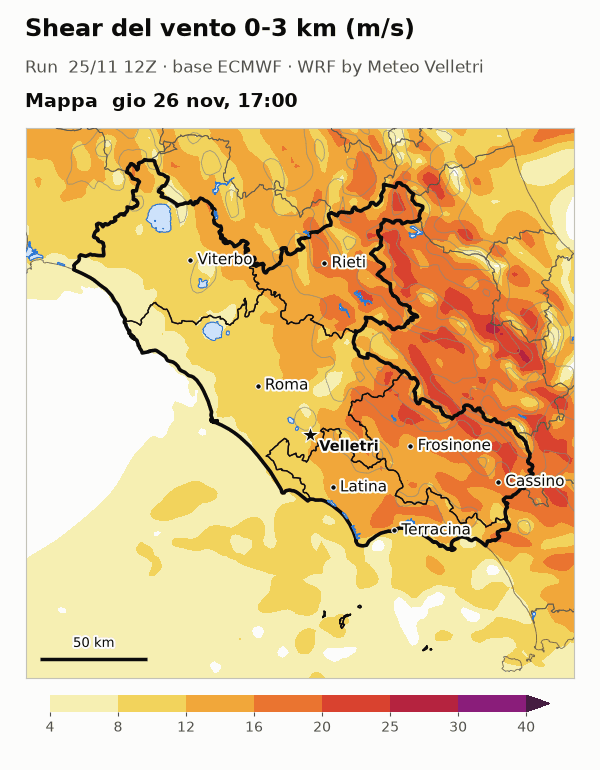 Shear del vento 0-3 km (m/s)
Run 25/11 12Z · base ECMWF · WRF by Meteo Velletri
Mappa gio 26 nov, 17:00
Viterbo
Rieti
Roma
Velletri
Frosinone
Cassino
Latina
Terracina
50 km
4 8 12 16 20 25 30 40